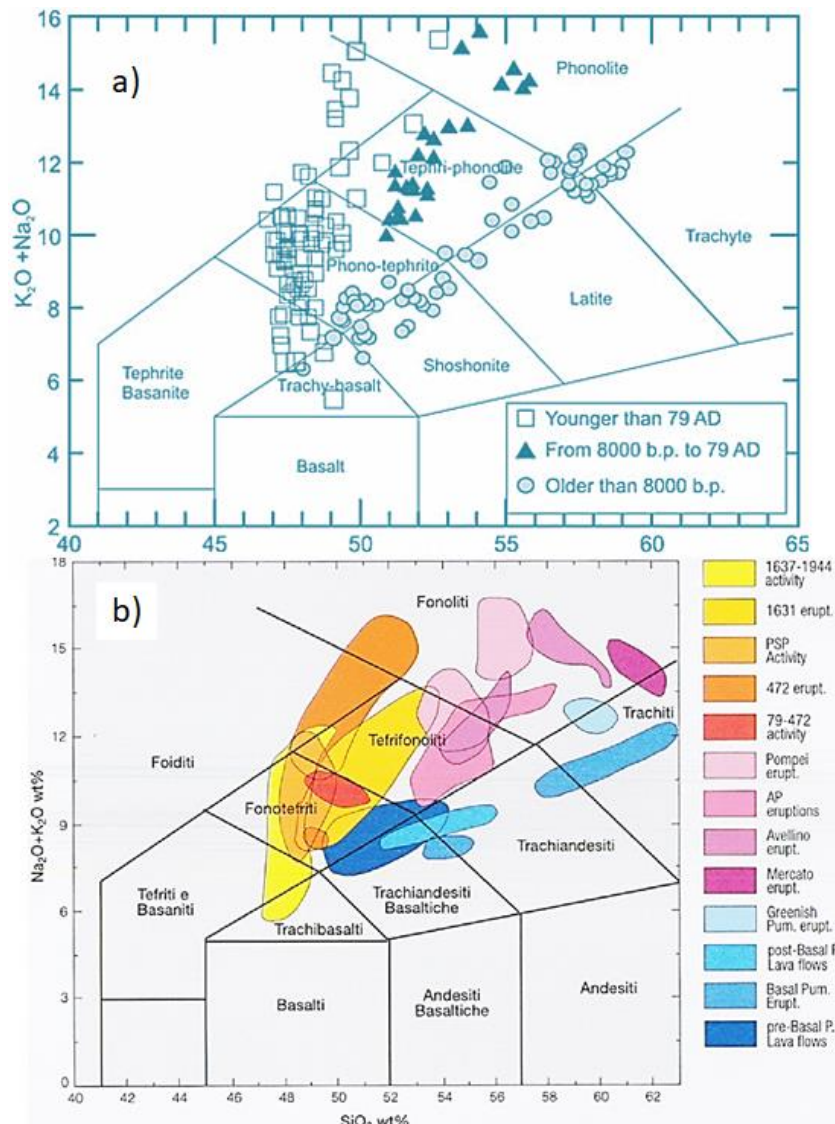 a)
K₂O +Na₂O
16
14
12
10
8
6
4
2
40
45
50
55
60
65
Phonolite
Tephri-phonolite
Trachyte
Phono-tephrite
Latite
Tephrite
Basanite
Shoshonite
Trachy-basalt
Basalt
Younger than 79 AD
From 8000 b.p. to 79 AD
Older than 8000 b.p.
b)
Na₂O+K₂O wt%
18
15
12
9
6
3
0
40
42
44
46
48
50
52
54
56
58
60
62
SiO₂ wt%
Fonoliti
Trachiti
Tefrifonoliti
Foiditi
Fonotefriti
Trachiandesiti
Tefriti e
Basaniti
Trachiandesiti
Basaltiche
Trachibasalti
Basalti
Andesiti
Basaltiche
Andesiti
1637-1944
activity
1631 erupt.
PSP
Activity
472 erupt.
79-472
activity
Pompei
erupt.
AP
eruptions
Avellino
erupt.
Mercato
erupt.
Greenish
Pum. erupt.
post-Basal P.
Lava flows
Basal Pum.
Erupt.
pre-Basal P.
Lava flows